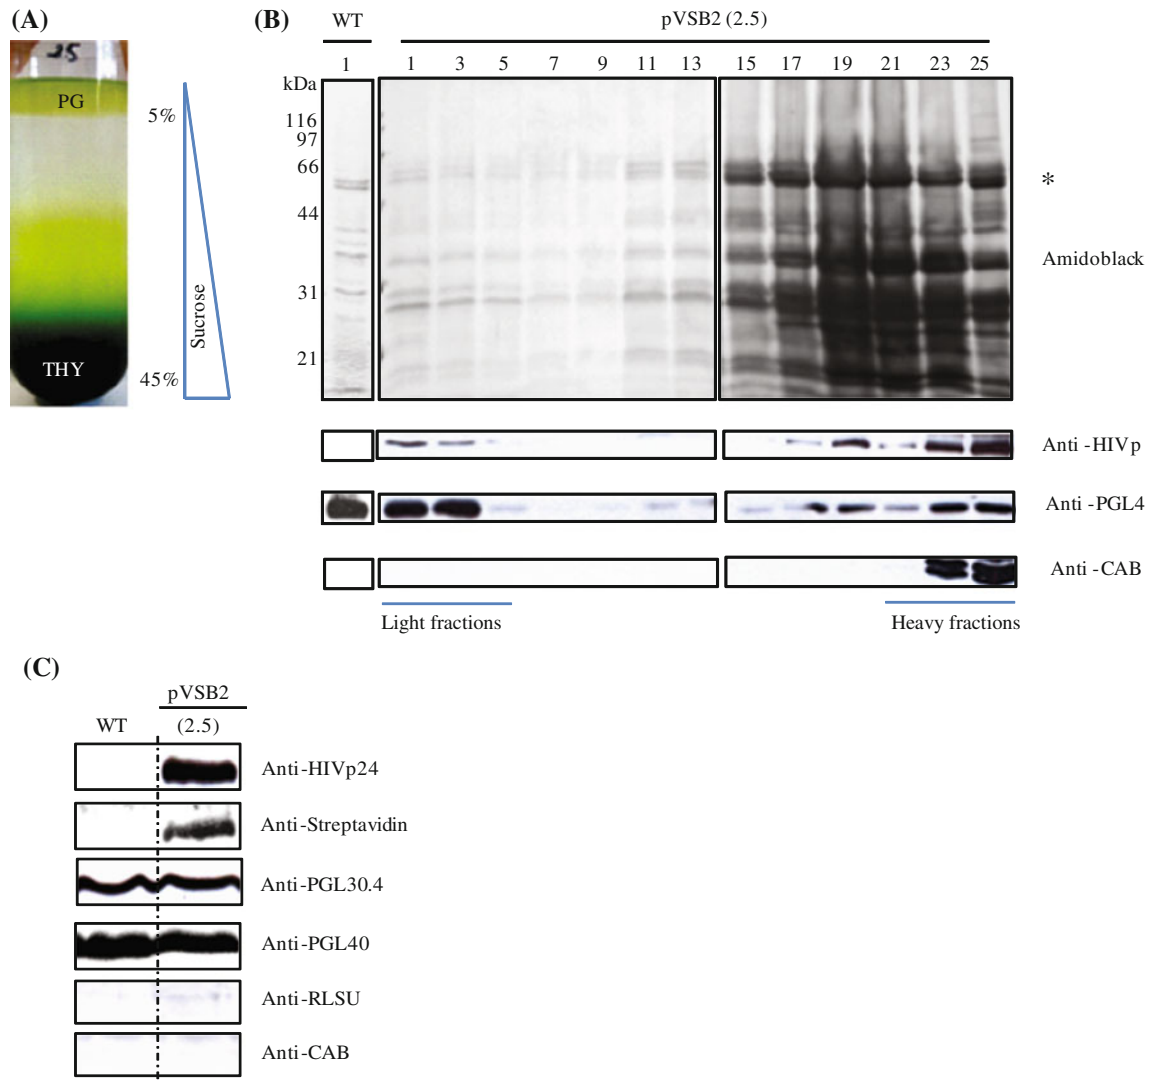 (A)
25
PG
5%
Sucrose
THY
45%
(B)
WT
pVSB2 (2.5)
1
1 3 5 7 9 11 13 15 17 19 21 23 25
kDa
116
97
66
44
31
21
*
Amidoblack
Anti -HIVp
Anti -PGL4
Anti -CAB
Light fractions
Heavy fractions
(C)
pVSB2
WT
(2.5)
Anti-HIVp24
Anti-Streptavidin
Anti-PGL30.4
Anti-PGL40
Anti-RLSU
Anti-CAB